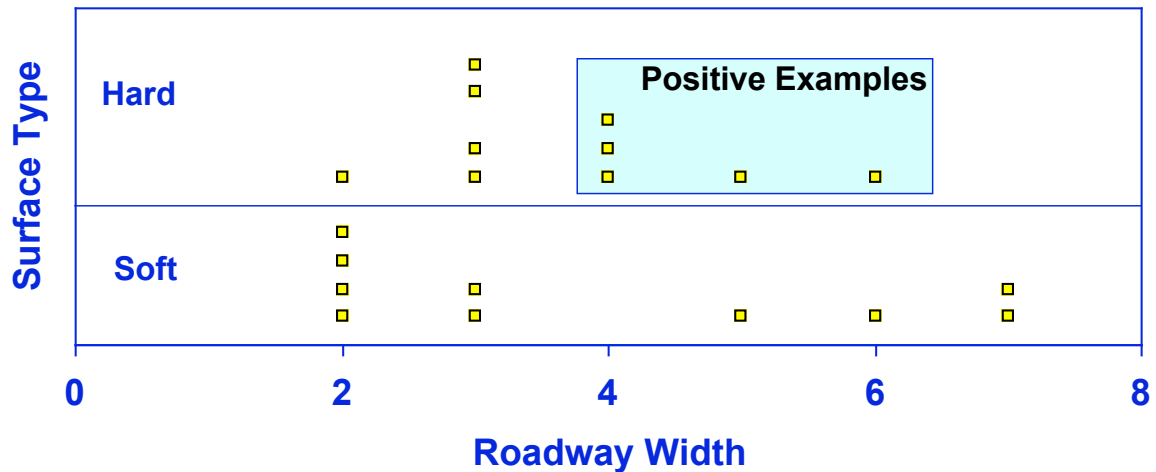 Surface Type
Hard
Positive Examples
Soft
0 2 4 6 8
Roadway Width